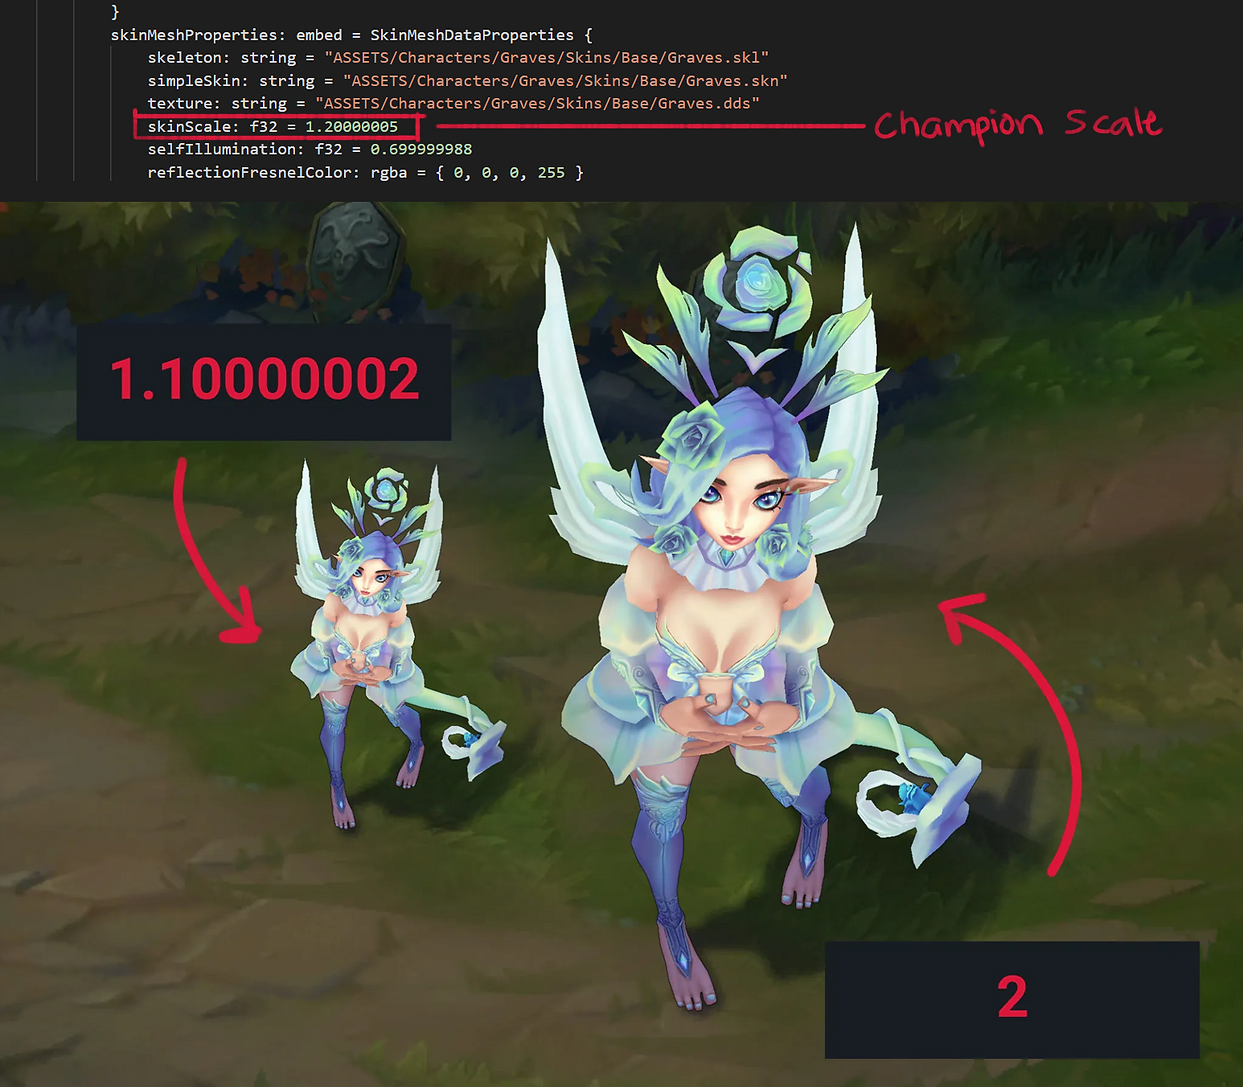 }
skinMeshProperties: embed = SkinMeshDataProperties {
skeleton: string = "ASSETS/Characters/Graves/Skins/Base/Graves.skl"
simpleSkin: string = "ASSETS/Characters/Graves/Skins/Base/Graves.skn"
texture: string = "ASSETS/Characters/Graves/Skins/Base/Graves.dds"
skinScale: f32 = 1.20000005
Champion Scale
selfIllumination: f32 = 0.699999988
reflectionFresnelColor: rgba = { 0, 0, 0, 255 }
1.10000002
2